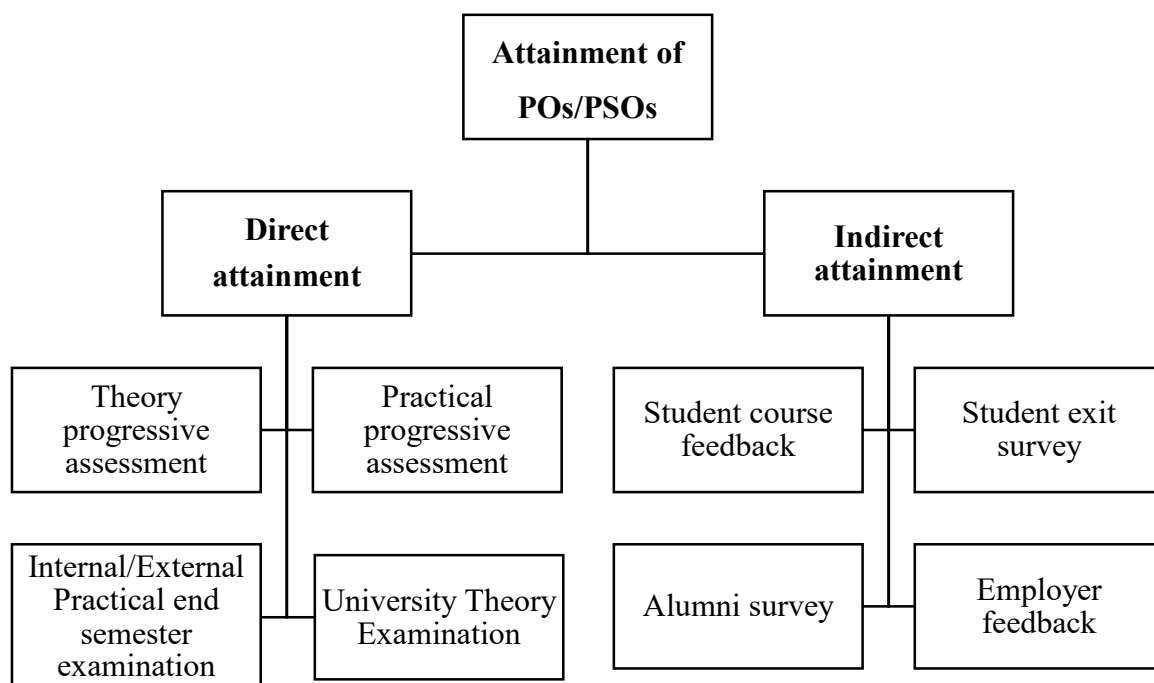 Attainment of
POs/PSOs
Direct
attainment
Indirect
attainment
Theory
progressive
assessment
Practical
progressive
assessment
Student course
feedback
Student exit
survey
Internal/External
Practical end
semester
examination
University Theory
Examination
Alumni survey
Employer
feedback